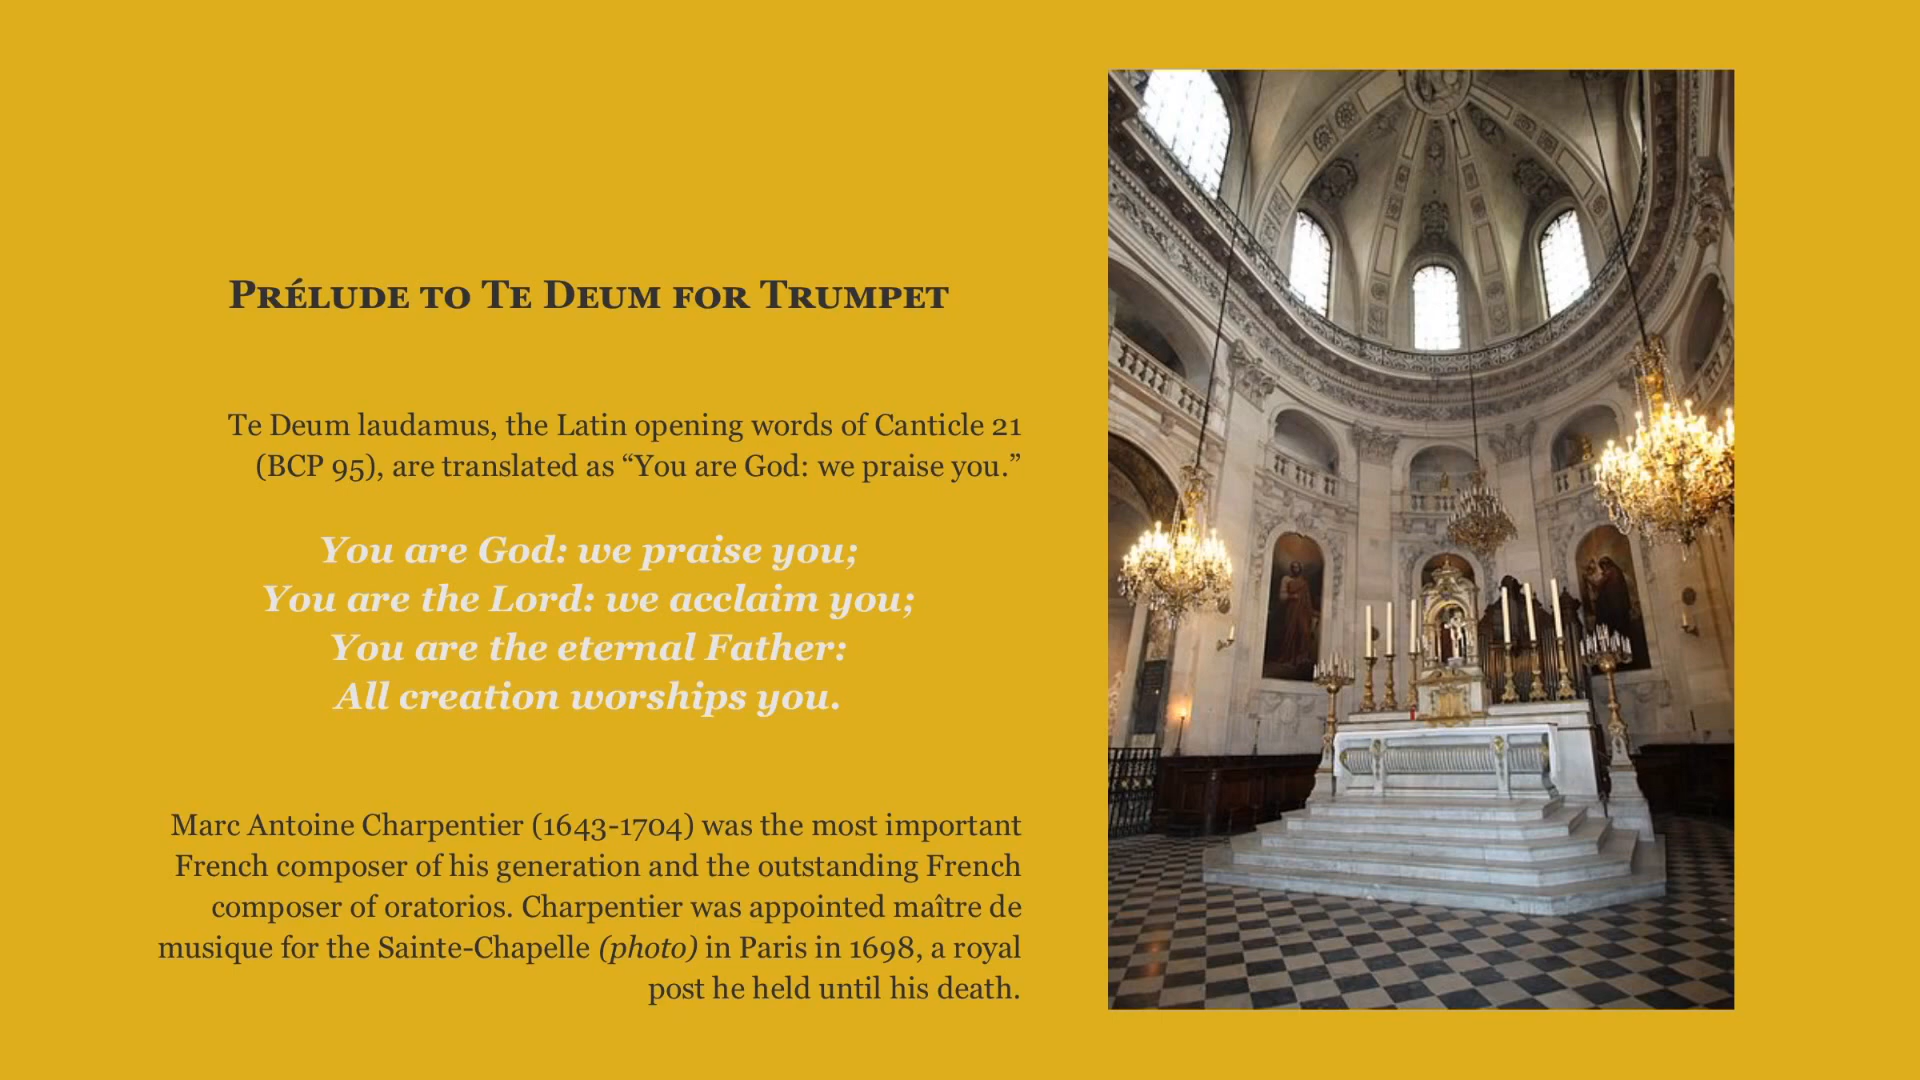 Prélude to Te Deum for Trumpet
Te Deum laudamus, the Latin opening words of Canticle 21
(BCP 95), are translated as “You are God: we praise you.”
You are God: we praise you;
You are the Lord: we acclaim you;
You are the eternal Father:
All creation worships you.
Marc Antoine Charpentier (1643-1704) was the most important
French composer of his generation and the outstanding French
composer of oratorios. Charpentier was appointed maître de
musique for the Sainte-Chapelle (photo) in Paris in 1698, a royal
post he held until his death.